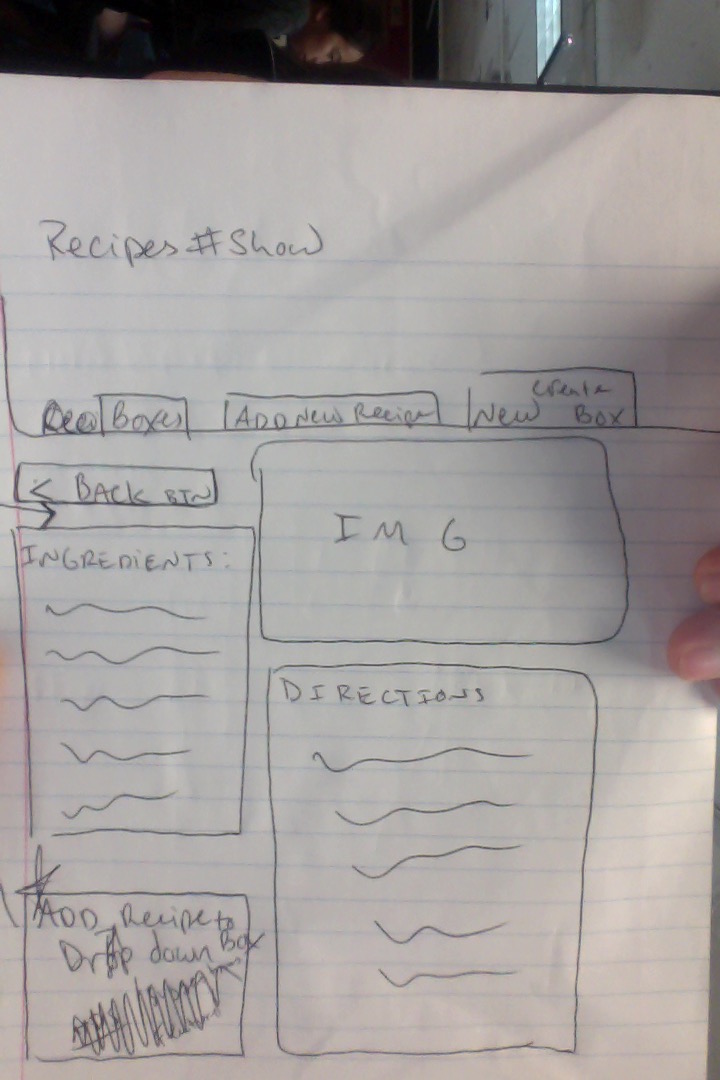 Recipes#Show
Boxes
ADD New Recipe
Create
New Box
< BACK BTN
IMG
INGREDIENTS:
DIRECTIONS
ADD Recipe to
Drop down Box